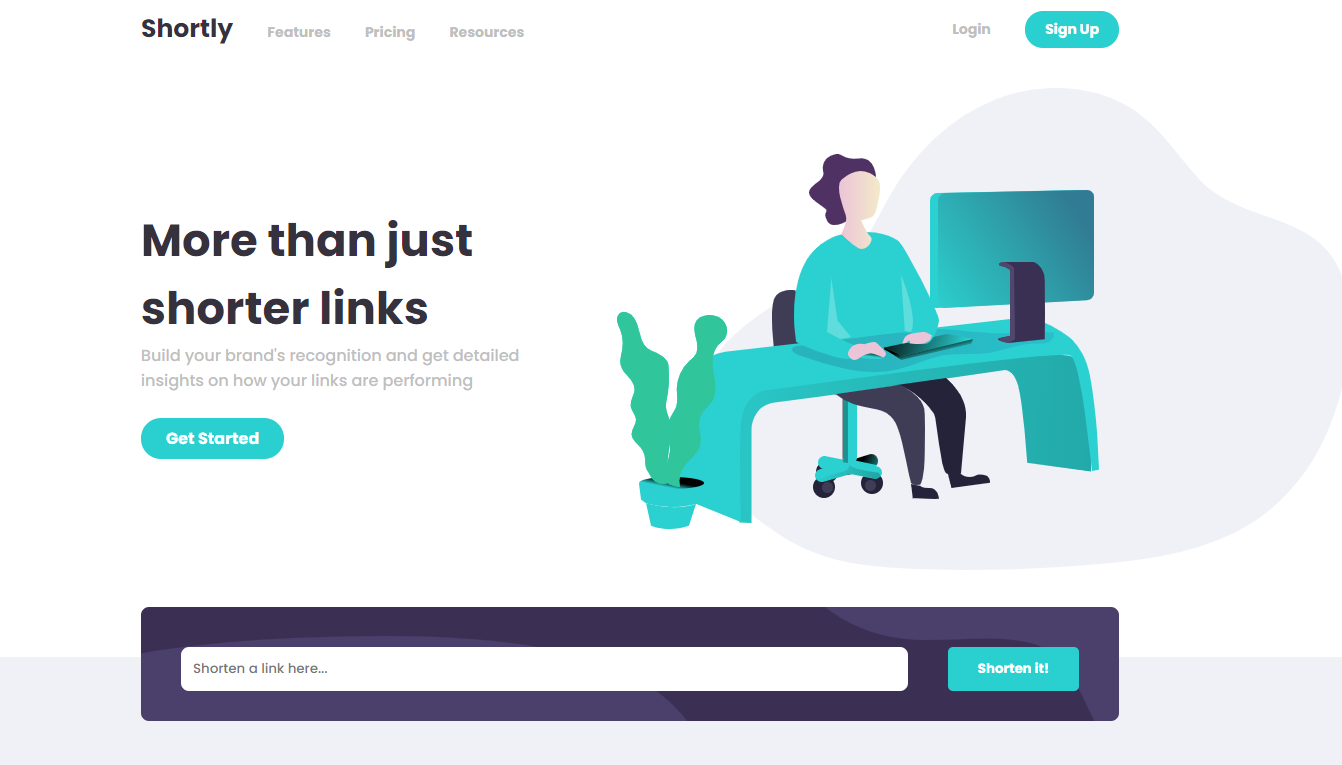 Shortly Features Pricing Resources Login Sign Up
More than just
shorter links
Build your brand's recognition and get detailed
insights on how your links are performing
Get Started
Shorten a link here... Shorten it!